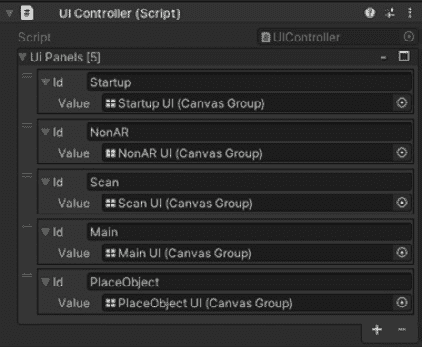 UI Controller (Script)
Script UIController
Ui Panels [5]
Id Startup
Value Startup UI (Canvas Group)
Id NonAR
Value NonAR UI (Canvas Group)
Id Scan
Value Scan UI (Canvas Group)
Id Main
Value Main UI (Canvas Group)
Id PlaceObject
Value PlaceObject UI (Canvas Group)